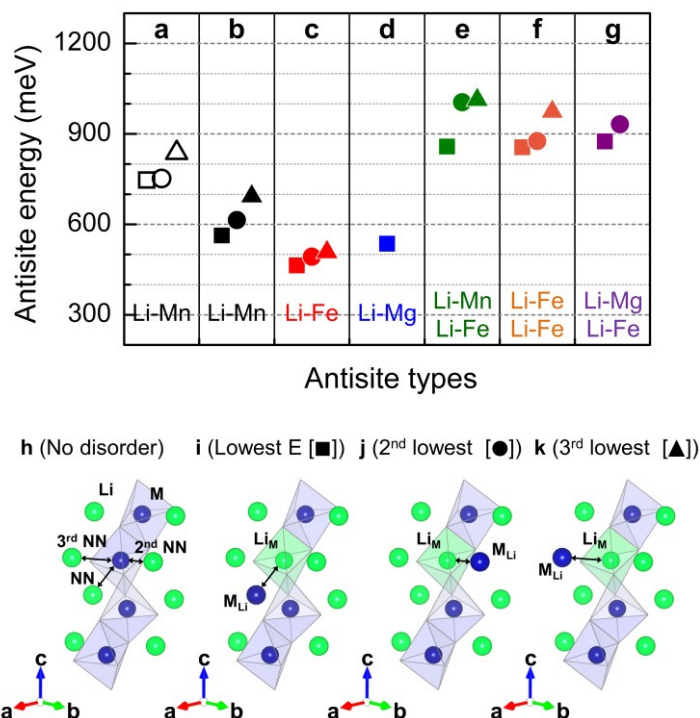 a b c d e f g
1200
900
600
300
Antisite energy (meV)
Li-Mn Li-Mn Li-Fe Li-Mg Li-Mn Li-Fe Li-Mg
Li-Fe Li-Fe Li-Fe
Antisite types
h (No disorder) i (Lowest E [■]) j (2nd lowest [●]) k (3rd lowest [▲])
Li M
3rd NN 2nd NN
NN
LiM
MLi
LiM
MLi
LiM
MLi
c a b
c a b
c a b
c a b